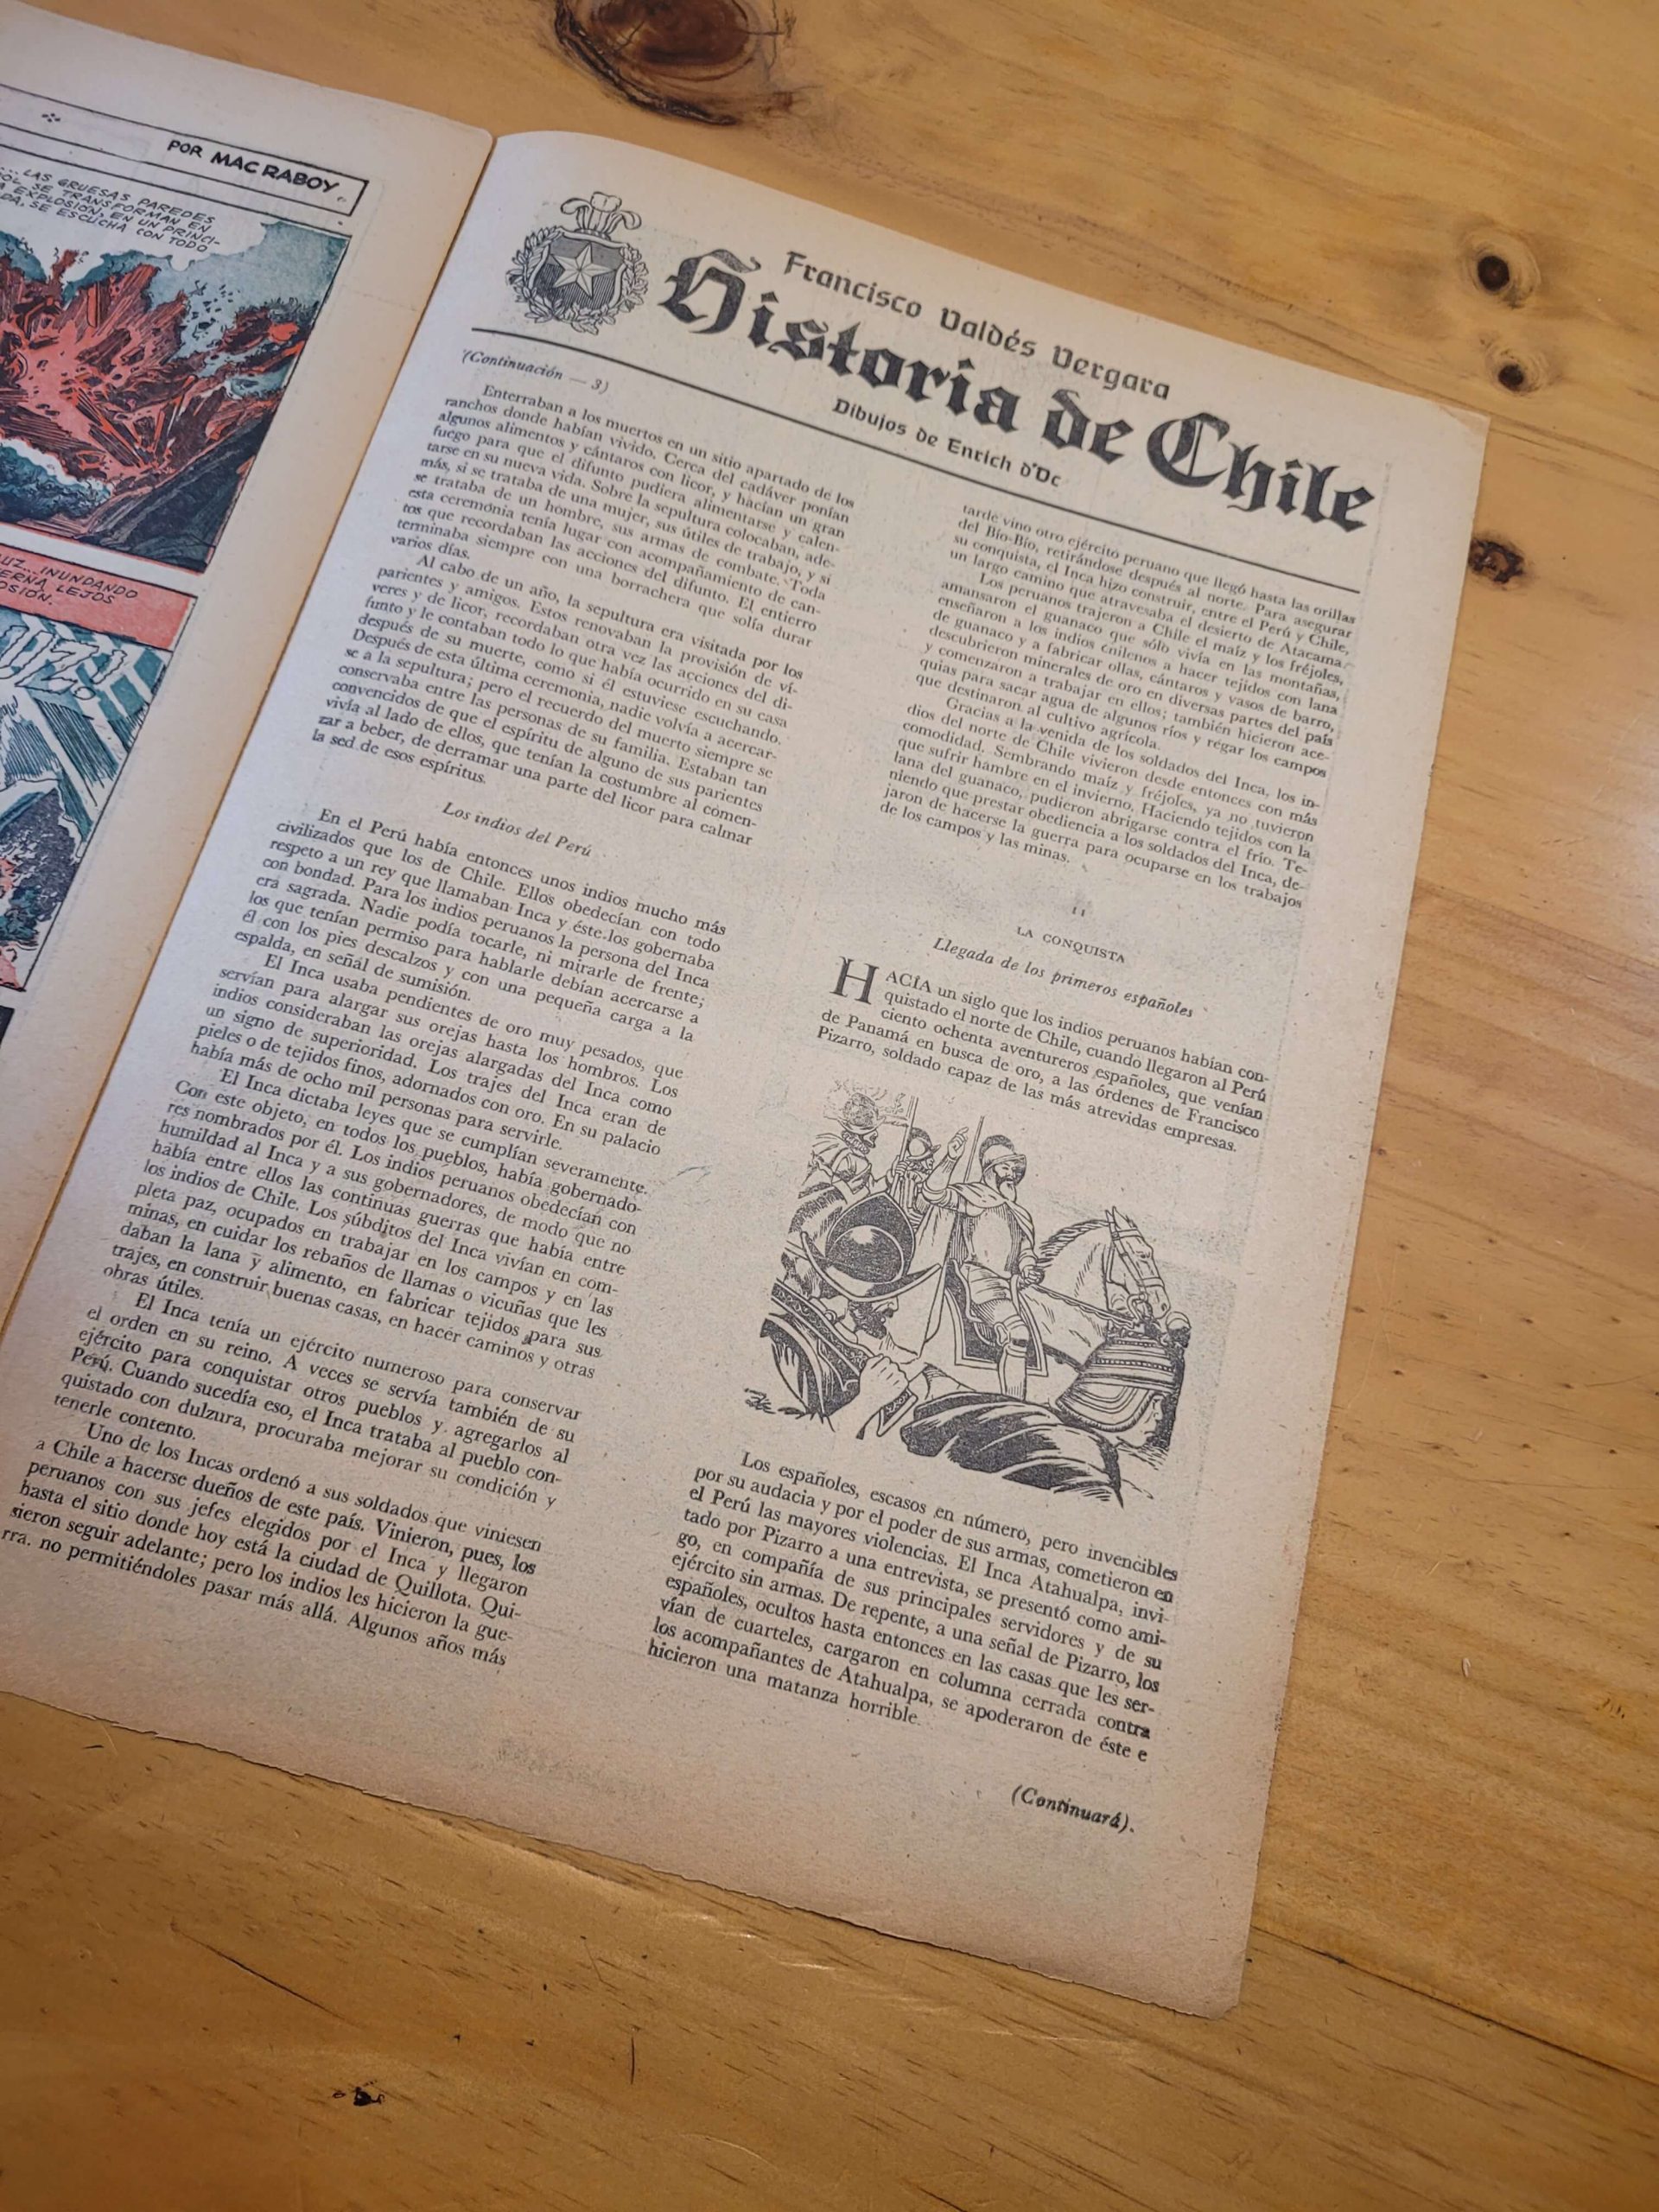 POR MAC RABOY
... LAS GRUESAS PAREDES
SE TRANSFORMAN EN
EXPLOSIÓN, EN UN PRINCI-
SE ESCUCHA CON TODO
LUZ... INUNDANDO
LEJOS
Francisco Valdés Vergara
Historia de Chile
Dibujos de Enrich d'Oc
(Continuación — 3)
Enterraban a los muertos en un sitio apartado de los
ranchos donde habían vivido. Cerca del cadáver ponían
algunos alimentos y cántaros con licor, y hacían un gran
fuego para que el difunto pudiera alimentarse y calen-
tarse en su nueva vida. Sobre la sepultura colocaban, ade-
más, si se trataba de una mujer, sus útiles de trabajo, y si
se trataba de un hombre, sus armas de combate. Toda
esta ceremonia tenía lugar con acompañamiento de can-
tos que recordaban las acciones del difunto. El entierro
terminaba siempre con una borrachera que solía durar
varios días.
Al cabo de un año, la sepultura era visitada por los
parientes y amigos. Estos renovaban la provisión de ví-
veres y de licor, recordaban otra vez las acciones del di-
funto y le contaban todo lo que había ocurrido en su casa
después de su muerte, como si él estuviese escuchando.
Después de esta última ceremonia, nadie volvía a acercar-
se a la sepultura; pero el recuerdo del muerto siempre se
conservaba entre las personas de su familia. Estaban tan
convencidos de que el espíritu de alguno de sus parientes
vivía al lado de ellos, que tenían la costumbre al comen-
zar a beber, de derramar una parte del licor para calmar
la sed de esos espíritus.
Los indios del Perú
En el Perú había entonces unos indios mucho más
civilizados que los de Chile. Ellos obedecían con todo
respeto a un rey que llamaban Inca y éste los gobernaba
con bondad. Para los indios peruanos la persona del Inca
era sagrada. Nadie podía tocarle, ni mirarle de frente;
los que tenían permiso para hablarle debían acercarse a
él con los pies descalzos y con una pequeña carga a la
espalda, en señal de sumisión.
El Inca usaba pendientes de oro muy pesados, que
servían para alargar sus orejas hasta los hombros. Los
indios consideraban las orejas alargadas del Inca como
un signo de superioridad. Los trajes del Inca eran de
pieles o de tejidos finos, adornados con oro. En su palacio
había más de ocho mil personas para servirle.
El Inca dictaba leyes que se cumplían severamente.
Con este objeto, en todos los pueblos, había gobernado-
res nombrados por él. Los indios peruanos obedecían con
humildad al Inca y a sus gobernadores, de modo que no
había entre ellos las continuas guerras que había entre
los indios de Chile. Los súbditos del Inca vivían en com-
pleta paz, ocupados en trabajar en los campos y en las
minas, en cuidar los rebaños de llamas o vicuñas que les
daban la lana y alimento, en fabricar tejidos para sus
trajes, en construir buenas casas, en hacer caminos y otras
obras útiles.
El Inca tenía un ejército numeroso para conservar
el orden en su reino. A veces se servía también de su
ejército para conquistar otros pueblos y agregarlos al
Perú. Cuando sucedía eso, el Inca trataba al pueblo con-
quistado con dulzura, procuraba mejorar su condición y
tenerle contento.
Uno de los Incas ordenó a sus soldados que viniesen
a Chile a hacerse dueños de este país. Vinieron, pues, los
peruanos con sus jefes elegidos por el Inca y llegaron
hasta el sitio donde hoy está la ciudad de Quillota. Qui-
sieron seguir adelante; pero los indios les hicieron la gue-
rra, no permitiéndoles pasar más allá. Algunos años más
tarde vino otro ejército peruano que llegó hasta las orillas
del Bío-Bío, retirándose después al norte. Para asegurar
su conquista, el Inca hizo construir, entre el Perú y Chile,
un largo camino que atravesaba el desierto de Atacama.
Los peruanos trajeron a Chile el maíz y los fréjoles,
amansaron el guanaco que sólo vivía en las montañas,
enseñaron a los indios chilenos a hacer tejidos con lana
de guanaco y a fabricar ollas, cántaros y vasos de barro,
descubrieron minerales de oro en diversas partes del país
y comenzaron a trabajar en ellos; también hicieron ace-
quias para sacar agua de algunos ríos y regar los campos
que destinaron al cultivo agrícola.
Gracias a la venida de los soldados del Inca, los in-
dios del norte de Chile vivieron desde entonces con más
comodidad. Sembrando maíz y fréjoles, ya no tuvieron
que sufrir hambre en el invierno. Haciendo tejidos con la
lana del guanaco, pudieron abrigarse contra el frío. Te-
niendo que prestar obediencia a los soldados del Inca, de-
jaron de hacerse la guerra para ocuparse en los trabajos
de los campos y las minas.
II
LA CONQUISTA
Llegada de los primeros españoles
HACÍA un siglo que los indios peruanos habían con-
quistado el norte de Chile, cuando llegaron al Perú
ciento ochenta aventureros españoles, que venían
de Panamá en busca de oro, a las órdenes de Francisco
Pizarro, soldado capaz de las más atrevidas empresas.
Los españoles, escasos en número, pero invencibles
por su audacia y por el poder de sus armas, cometieron en
el Perú las mayores violencias. El Inca Atahualpa, invi-
tado por Pizarro a una entrevista, se presentó como ami-
go, en compañía de sus principales servidores y de su
ejército sin armas. De repente, a una señal de Pizarro, los
españoles, ocultos hasta entonces en las casas que les ser-
vían de cuarteles, cargaron en columna cerrada contra
los acompañantes de Atahualpa, se apoderaron de éste e
hicieron una matanza horrible.
(Continuará).